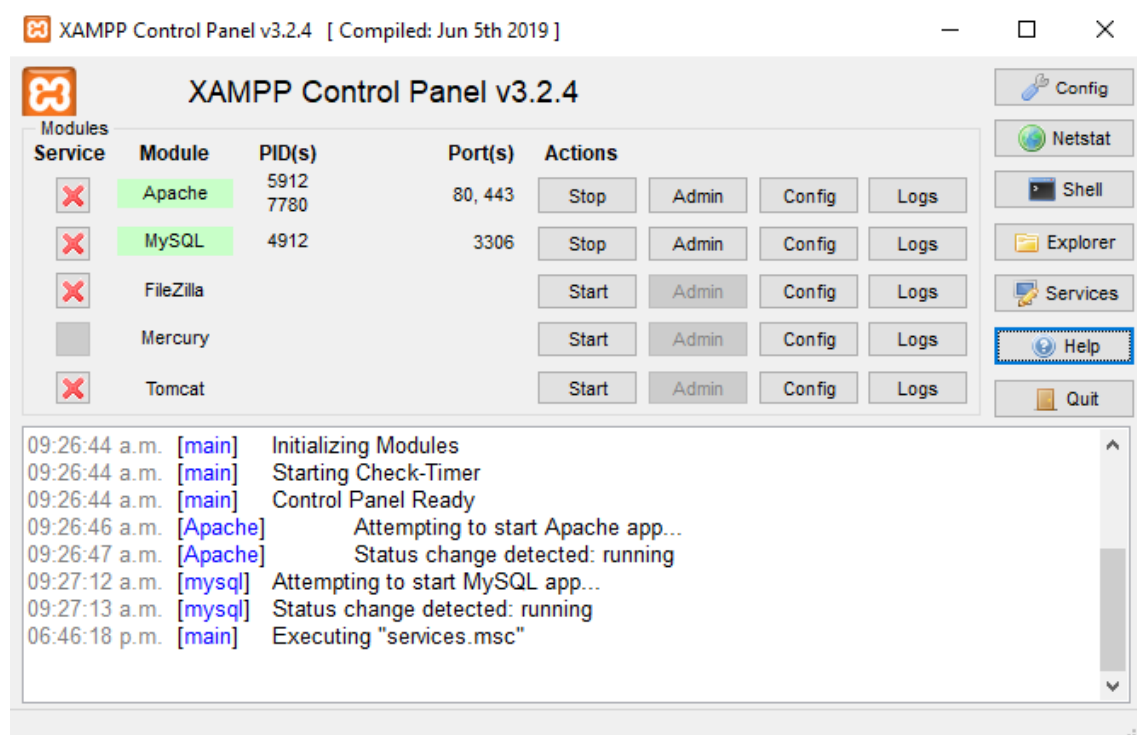 XAMPP Control Panel v3.2.4 [ Compiled: Jun 5th 2019 ]
XAMPP Control Panel v3.2.4
Config
Modules
Service Module PID(s) Port(s) Actions
Netstat
Apache 5912 7780 80, 443 Stop Admin Config Logs
Shell
MySQL 4912 3306 Stop Admin Config Logs
Explorer
FileZilla Start Admin Config Logs
Services
Mercury Start Admin Config Logs
Help
Tomcat Start Admin Config Logs
Quit
09:26:44 a.m. [main] Initializing Modules
09:26:44 a.m. [main] Starting Check-Timer
09:26:44 a.m. [main] Control Panel Ready
09:26:46 a.m. [Apache] Attempting to start Apache app...
09:26:47 a.m. [Apache] Status change detected: running
09:27:12 a.m. [mysql] Attempting to start MySQL app...
09:27:13 a.m. [mysql] Status change detected: running
06:46:18 p.m. [main] Executing "services.msc"